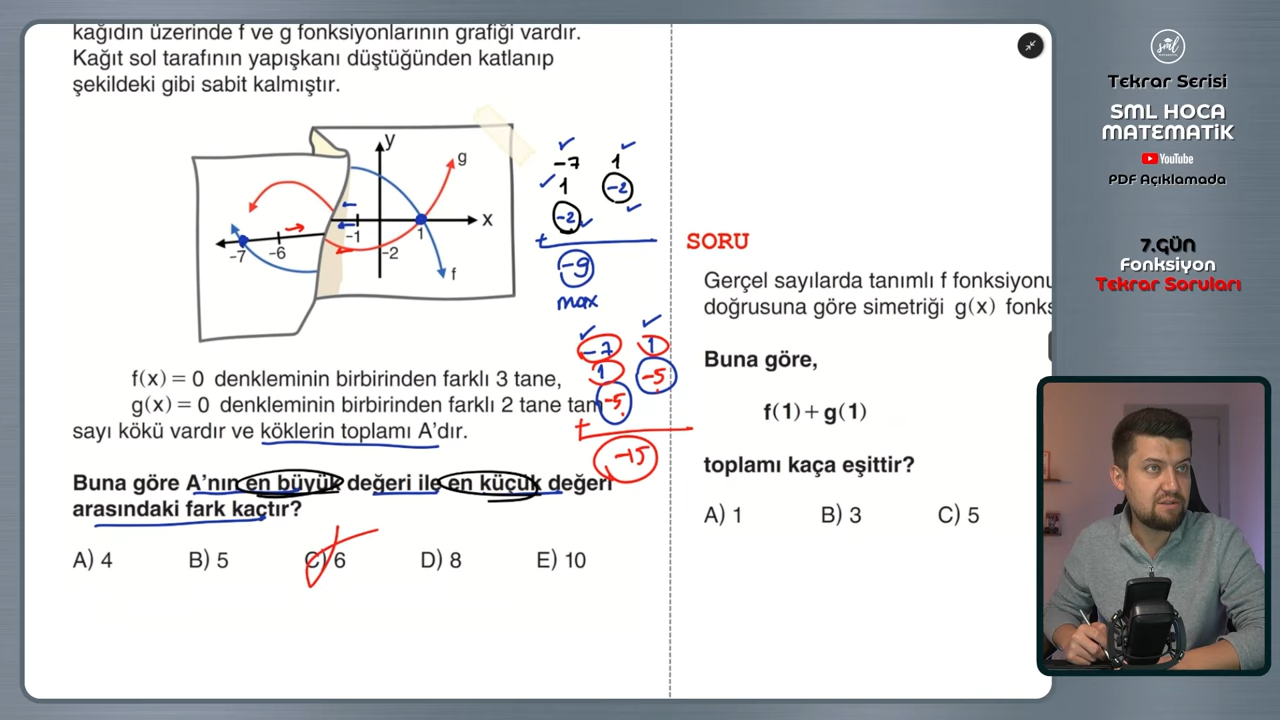 kağıdın üzerinde f ve g fonksiyonlarının grafiği vardır.
Kağıt sol tarafının yapışkanı düştüğünden katlanıp
şekildeki gibi sabit kalmıştır.
y
g
x
-7
-6
-1
-2
1
f
-7 1
1 -2
-2
+
-9
max
-7 1
1 -5
-5
+
-15
f(x) = 0 denkleminin birbirinden farklı 3 tane,
g(x) = 0 denkleminin birbirinden farklı 2 tane tam
sayı kökü vardır ve köklerin toplamı A'dır.
Buna göre A'nın en büyük değeri ile en küçük değeri
arasındaki fark kaçtır?
A) 4 B) 5 C) 6 D) 8 E) 10
SORU
Gerçel sayılarda tanımlı f fonksiyonu
doğrusuna göre simetriği g(x) fonks
Buna göre,
f(1) + g(1)
toplamı kaça eşittir?
A) 1 B) 3 C) 5
sml
Tekrar Serisi
SML HOCA
MATEMATİK
YouTube
PDF Açıklamada
7.GÜN
Fonksiyon
Tekrar Soruları